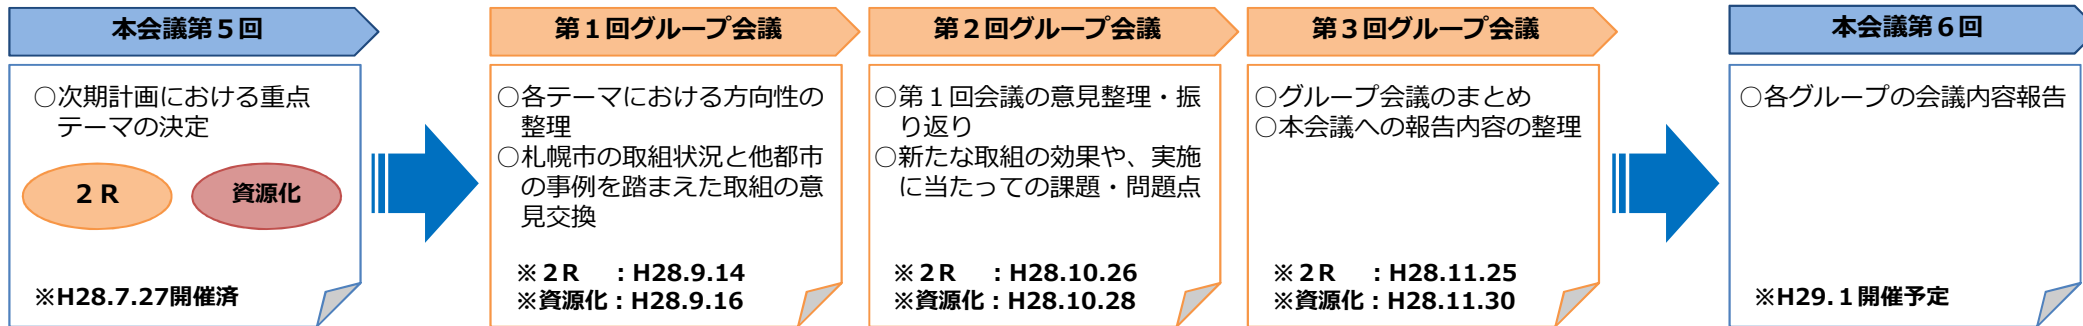 本会議第５回
○次期計画における重点
テーマの決定
２Ｒ
資源化
※H28.7.27開催済
第１回グループ会議
○各テーマにおける方向性の
整理
○札幌市の取組状況と他都市
の事例を踏まえた取組の意
見交換
※２Ｒ　：H28.9.14
※資源化：H28.9.16
第２回グループ会議
○第１回会議の意見整理・振
り返り
○新たな取組の効果や、実施
に当たっての課題・問題点
※２Ｒ　：H28.10.26
※資源化：H28.10.28
第３回グループ会議
○グループ会議のまとめ
○本会議への報告内容の整理
※２Ｒ　：H28.11.25
※資源化：H28.11.30
本会議第６回
○各グループの会議内容報告
※H29.１開催予定